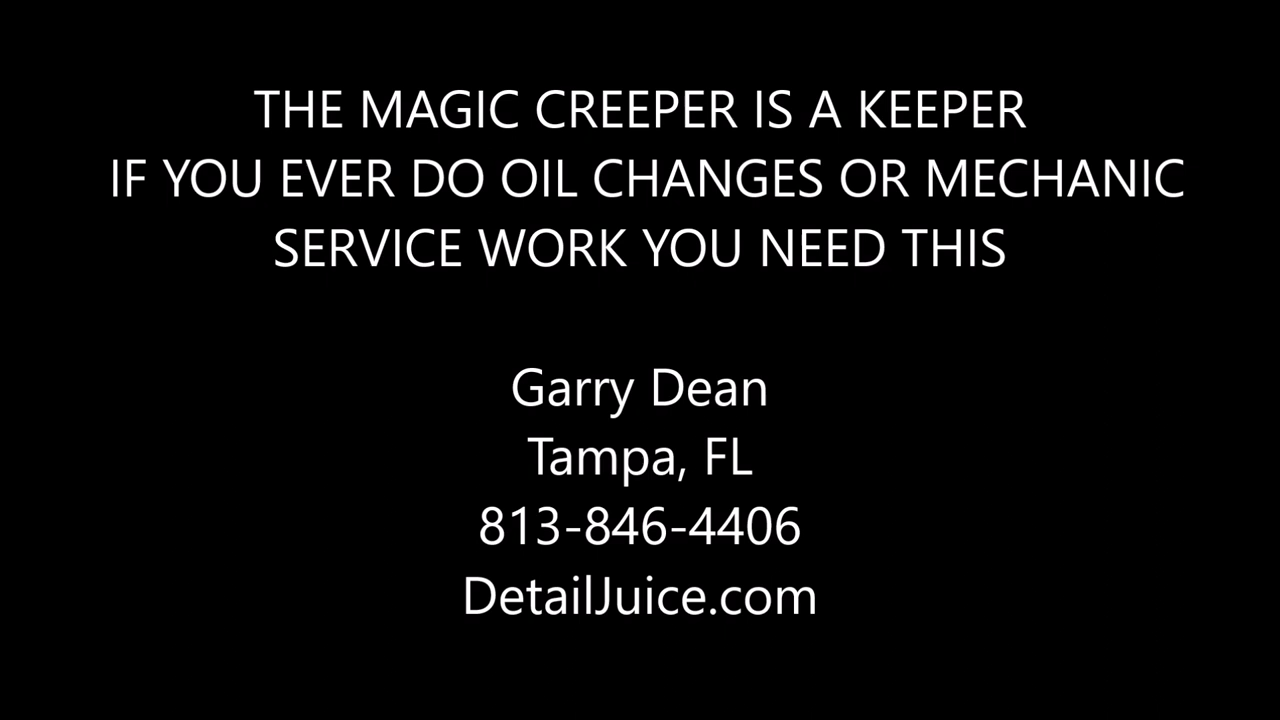 THE MAGIC CREEPER IS A KEEPER
IF YOU EVER DO OIL CHANGES OR MECHANIC
SERVICE WORK YOU NEED THIS
Garry Dean
Tampa, FL
813-846-4406
DetailJuice.com